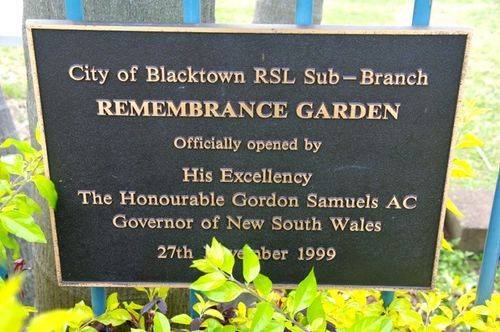 City of Blacktown RSL Sub-Branch
REMEMBRANCE GARDEN
Officially opened by
His Excellency
The Honourable Gordon Samuels AC
Governor of New South Wales
27th November 1999